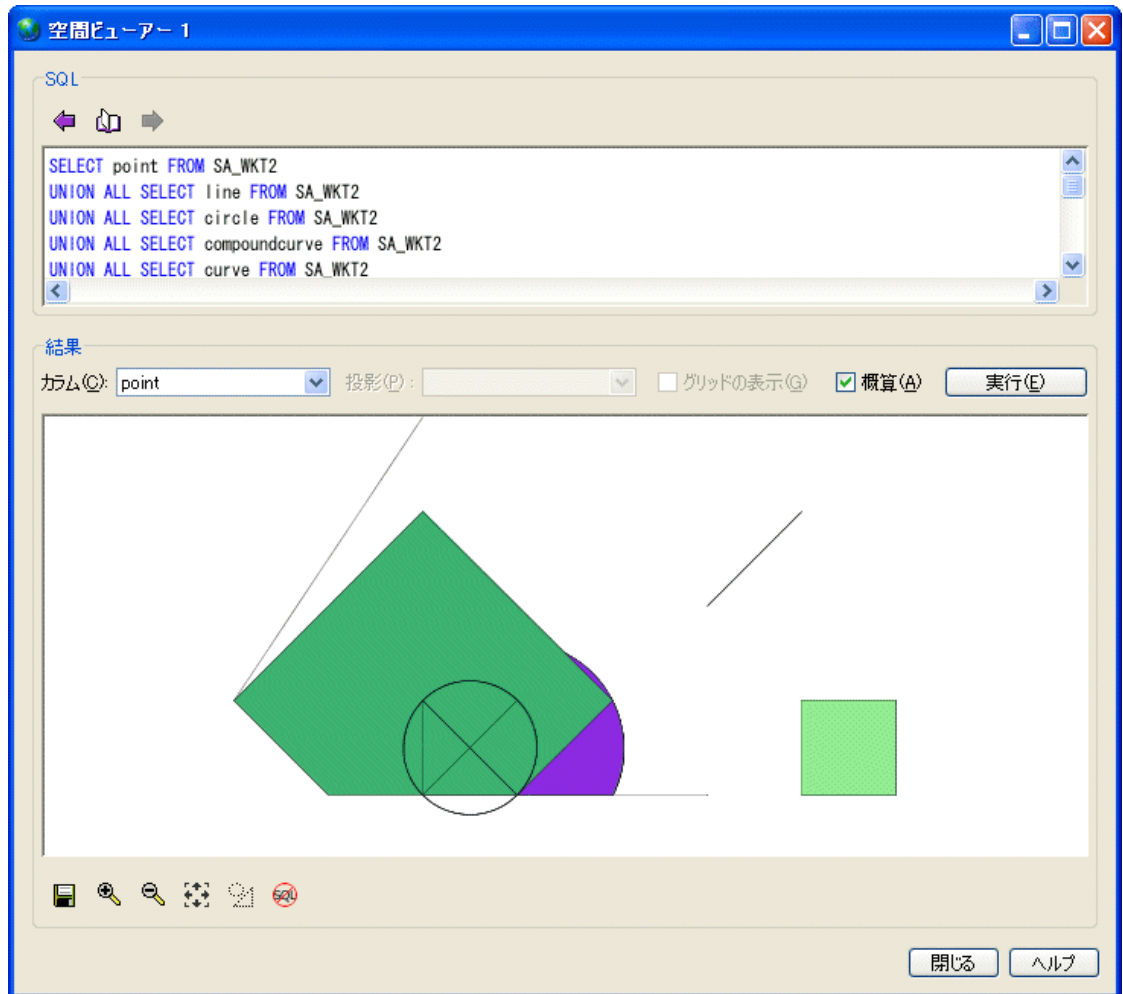 空間ビューアー 1
SQL
SELECT point FROM SA_WKT2
UNION ALL SELECT line FROM SA_WKT2
UNION ALL SELECT circle FROM SA_WKT2
UNION ALL SELECT compoundcurve FROM SA_WKT2
UNION ALL SELECT curve FROM SA_WKT2
結果
カラム(C): point 投影(P): グリッドの表示(G) 概算(A) 実行(E)
SQL
閉じる ヘルプ